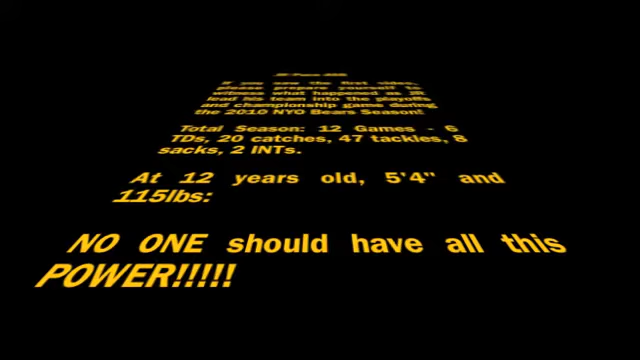 If you saw the first video,
please prepare yourself to
witness what happened as JR
lead his team into the playoffs
and championship game during
the 2010 NYO Bears Season!
Total Season: 12 Games - 6
TDs, 20 catches, 47 tackles, 8
sacks, 2 INTs.
At 12 years old, 5'4" and
115lbs:
NO ONE should have all this
POWER!!!!!